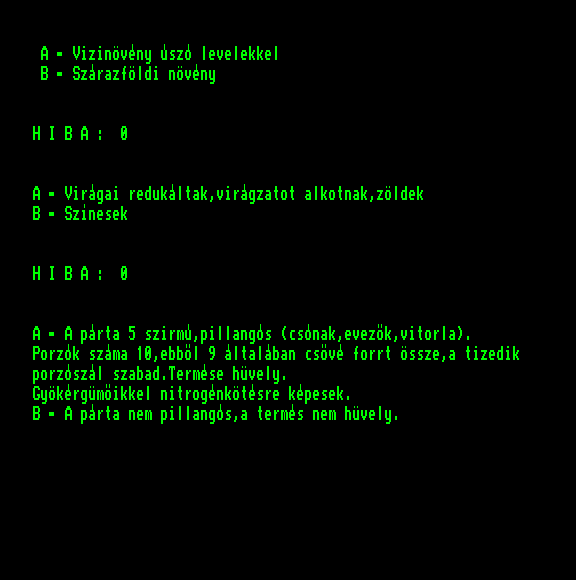 A - Vizinövény úszó levelekkel
B - Szárazföldi növény
H I B A :  0
A - Virágai redukáltak,virágzatot alkotnak,zöldek
B - Színesek
H I B A :  0
A - A párta 5 szirmú,pillangós (csónak,evezők,vitorla).
Porzók száma 10,ebből 9 általában csővé forrt össze,a tizedik
porzószál szabad.Termése hüvely.
Gyökérgümőikkel nitrogénkötésre képesek.
B - A párta nem pillangós,a termés nem hüvely.